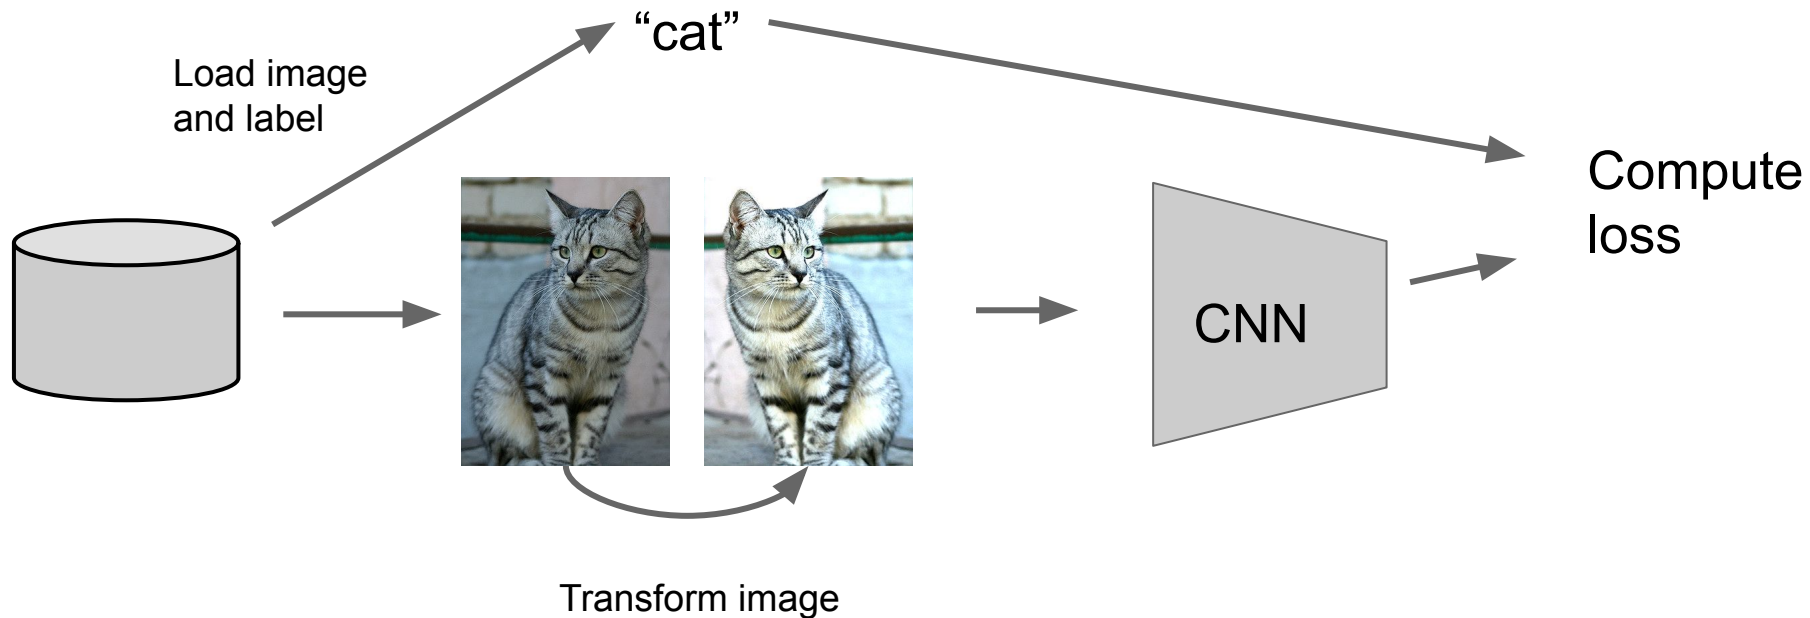 “cat”
Load image
and label
Compute
loss
CNN
Transform image